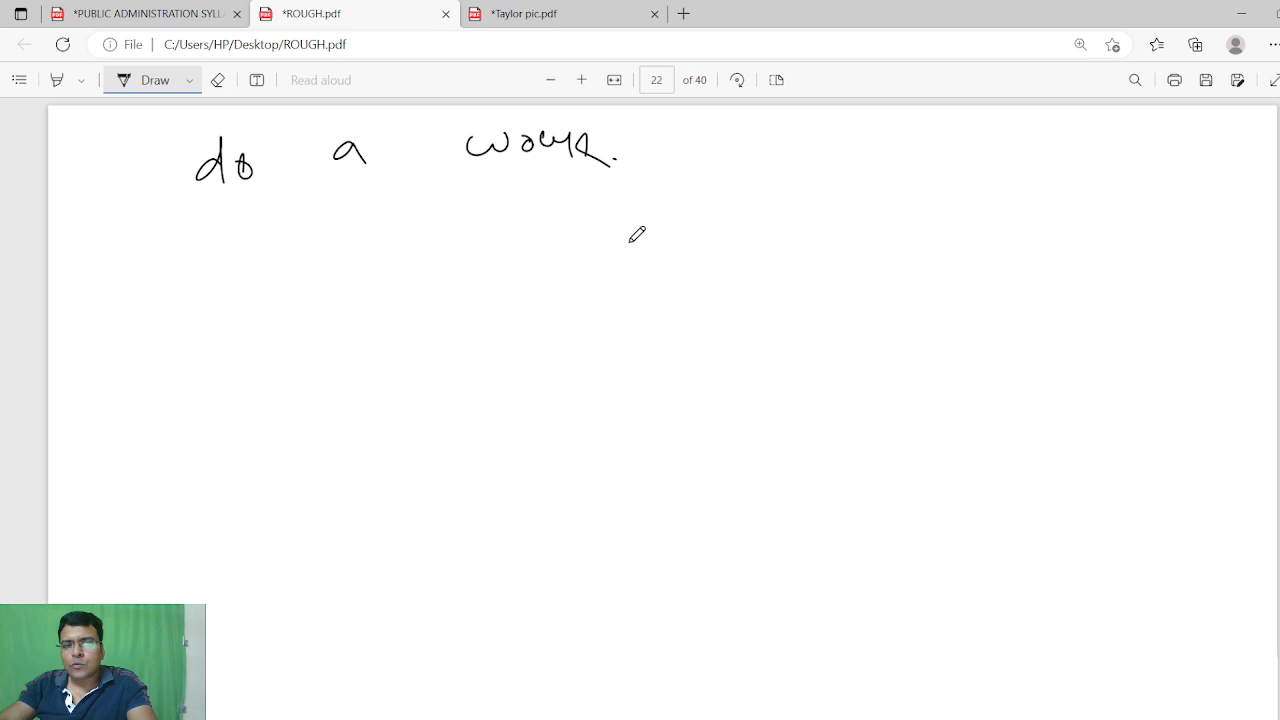 *PUBLIC ADMINISTRATION SYLL
*ROUGH.pdf
*Taylor pic.pdf
File
C:/Users/HP/Desktop/ROUGH.pdf
Draw
Read aloud
22 of 40
do a work.